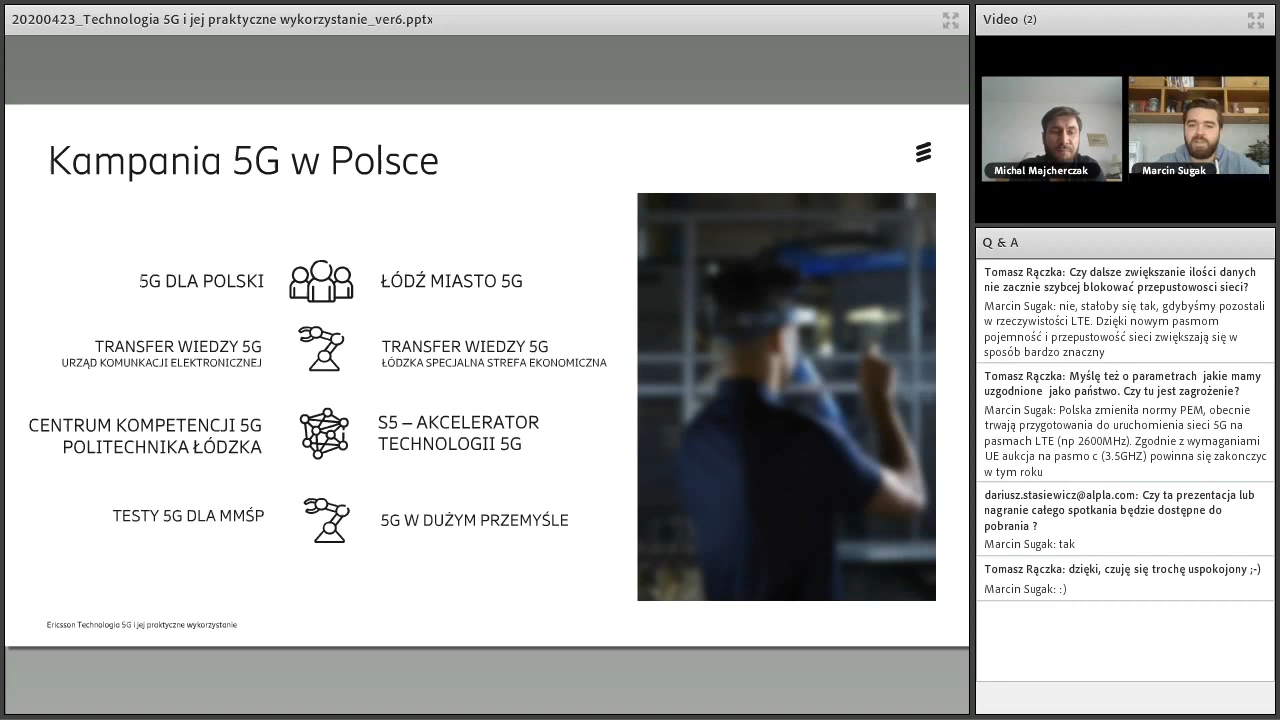 20200423_Technologia 5G i jej praktyczne wykorzystanie_ver6.pptx
Kampania 5G w Polsce
5G DLA POLSKI
ŁÓDŹ MIASTO 5G
TRANSFER WIEDZY 5G
URZĄD KOMUNKACJI ELEKTRONICZNEJ
TRANSFER WIEDZY 5G
ŁÓDZKA SPECJALNA STREFA EKONOMICZNA
CENTRUM KOMPETENCJI 5G
POLITECHNIKA ŁÓDZKA
S5 – AKCELERATOR
TECHNOLOGII 5G
TESTY 5G DLA MMŚP
5G W DUŻYM PRZEMYŚLE
Ericsson Technologia 5G i jej praktyczne wykorzystanie
Video (2)
Michal Majcherczak
Marcin Sugak
Q & A
Tomasz Rączka: Czy dalsze zwiększanie ilości danych
nie zacznie szybcej blokować przepustowosci sieci?
Marcin Sugak: nie, stałoby się tak, gdybyśmy pozostali
w rzeczywistości LTE. Dzięki nowym pasmom
pojemność i przepustowość sieci zwiększają się w
sposób bardzo znaczny
Tomasz Rączka: Myślę też o parametrach jakie mamy
uzgodnione jako państwo. Czy tu jest zagrożenie?
Marcin Sugak: Polska zmieniła normy PEM, obecnie
trwają przygotowania do uruchomienia sieci 5G na
pasmach LTE (np 2600MHz). Zgodnie z wymaganiami
UE aukcja na pasmo c (3.5GHZ) powinna się zakonczyc
w tym roku
dariusz.stasiewicz@alpla.com: Czy ta prezentacja lub
nagranie całego spotkania będzie dostępne do
pobrania ?
Marcin Sugak: tak
Tomasz Rączka: dzięki, czuję się trochę uspokojony ;-)
Marcin Sugak: :)